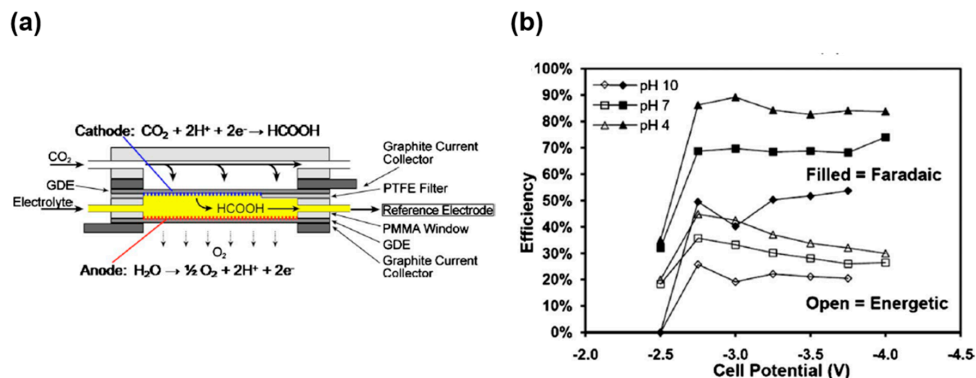 (a)
Cathode: CO₂ + 2H⁺ + 2e⁻ → HCOOH
CO₂
GDE
Electrolyte
HCOOH
O₂
Anode: H₂O → ½ O₂ + 2H⁺ + 2e⁻
Graphite Current
Collector
PTFE Filter
Reference Electrode
PMMA Window
GDE
Graphite Current
Collector
(b)
100%
90%
80%
70%
60%
50%
40%
30%
20%
10%
0%
Efficiency
pH 10
pH 7
pH 4
Filled = Faradaic
Open = Energetic
-2.0
-2.5
-3.0
-3.5
-4.0
-4.5
Cell Potential (V)